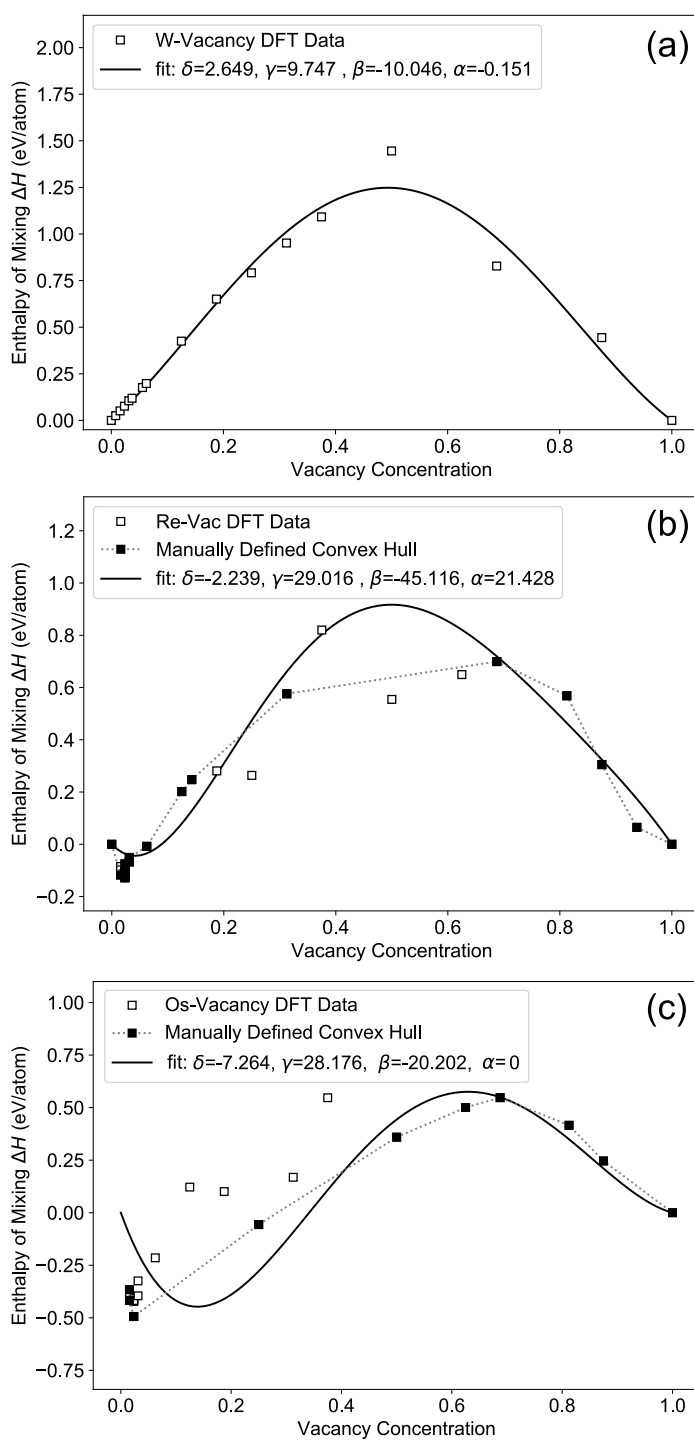 (a)
W-Vacancy DFT Data
fit: δ=2.649, γ=9.747 , β=-10.046, α=-0.151
Enthalpy of Mixing ΔH (eV/atom)
2.00
1.75
1.50
1.25
1.00
0.75
0.50
0.25
0.00
0.0 0.2 0.4 0.6 0.8 1.0
Vacancy Concentration
(b)
Re-Vac DFT Data
Manually Defined Convex Hull
fit: δ=-2.239, γ=29.016 , β=-45.116, α=21.428
Enthalpy of Mixing ΔH (eV/atom)
1.2
1.0
0.8
0.6
0.4
0.2
0.0
−0.2
0.0 0.2 0.4 0.6 0.8 1.0
Vacancy Concentration
(c)
Os-Vacancy DFT Data
Manually Defined Convex Hull
fit: δ=-7.264, γ=28.176, β=-20.202, α=0
Enthalpy of Mixing ΔH (eV/atom)
1.00
0.75
0.50
0.25
0.00
−0.25
−0.50
−0.75
0.0 0.2 0.4 0.6 0.8 1.0
Vacancy Concentration